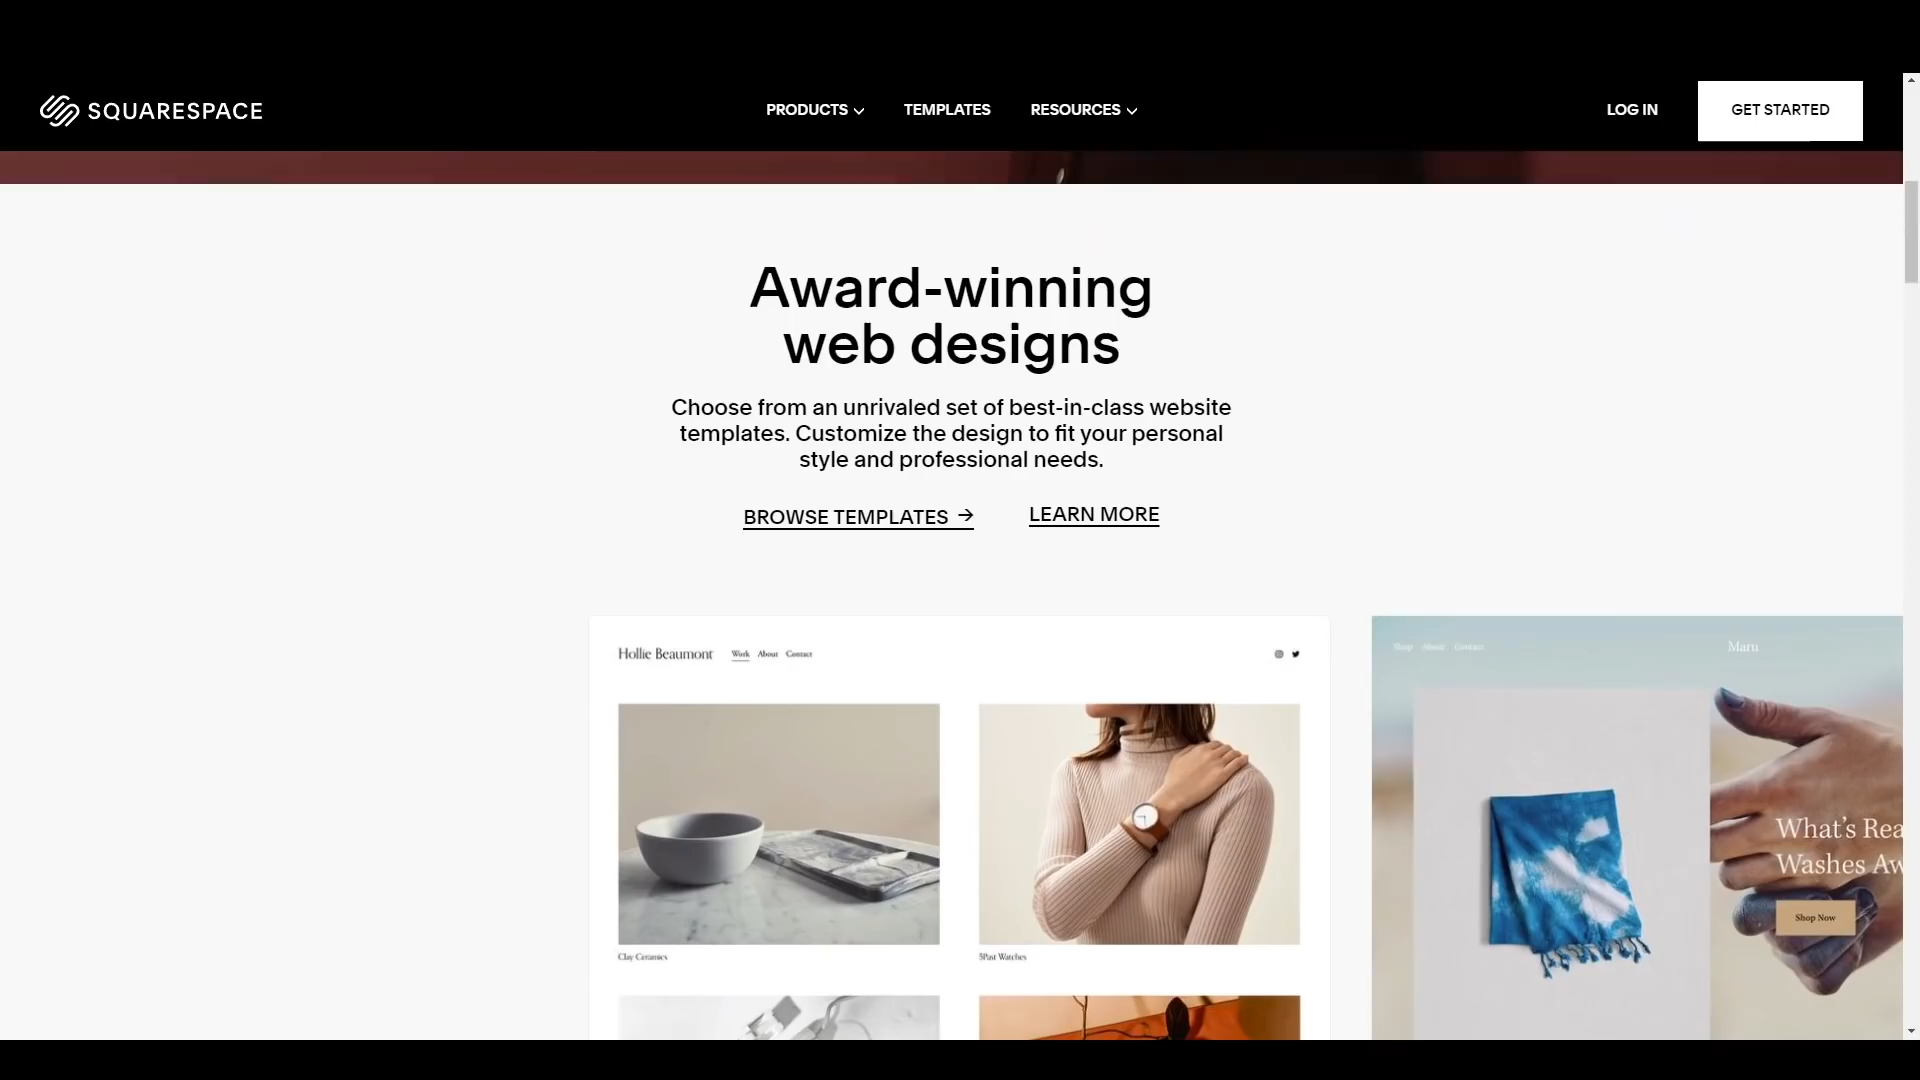 SQUARESPACE
PRODUCTS
TEMPLATES
RESOURCES
LOG IN
GET STARTED
Award-winning
web designs
Choose from an unrivaled set of best-in-class website
templates. Customize the design to fit your personal
style and professional needs.
BROWSE TEMPLATES →
LEARN MORE
Hollie Beaumont
Work About Contact
Clay Ceramics
5Past Watches
Shop About Contact
Maru
What's Rea
Washes Aw
Shop Now